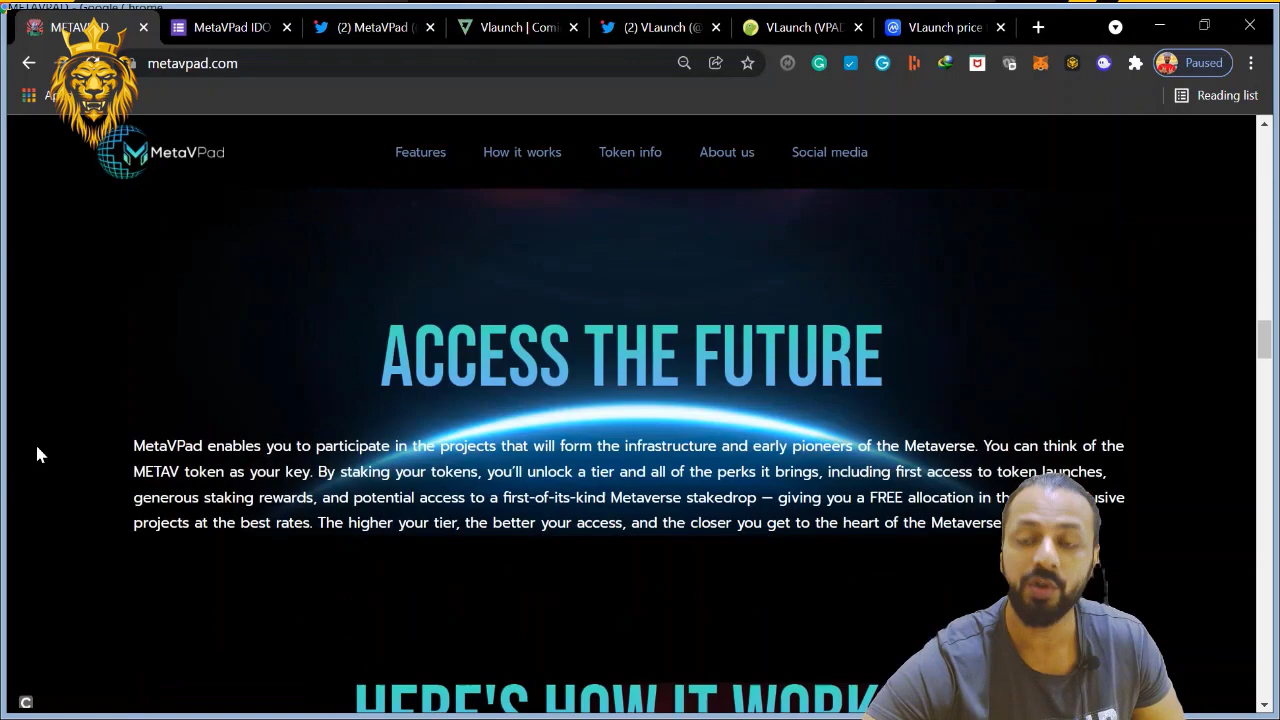 METAVPAD - Google Chrome
METAVPAD
MetaVPad IDO
(2) MetaVPad (
Vlaunch | Com
(2) VLaunch (@
VLaunch (VPA
VLaunch price
metavpad.com
Paused
Reading list
MetaVPad
Features
How it works
Token info
About us
Social media
ACCESS THE FUTURE
MetaVPad enables you to participate in the projects that will form the infrastructure and early pioneers of the Metaverse. You can think of the
METAV token as your key. By staking your tokens, you'll unlock a tier and all of the perks it brings, including first access to token launches,
generous staking rewards, and potential access to a first-of-its-kind Metaverse stakedrop — giving you a FREE allocation in
projects at the best rates. The higher your tier, the better your access, and the closer you get to the heart of the Metaverse
HERE'S HOW IT WORK